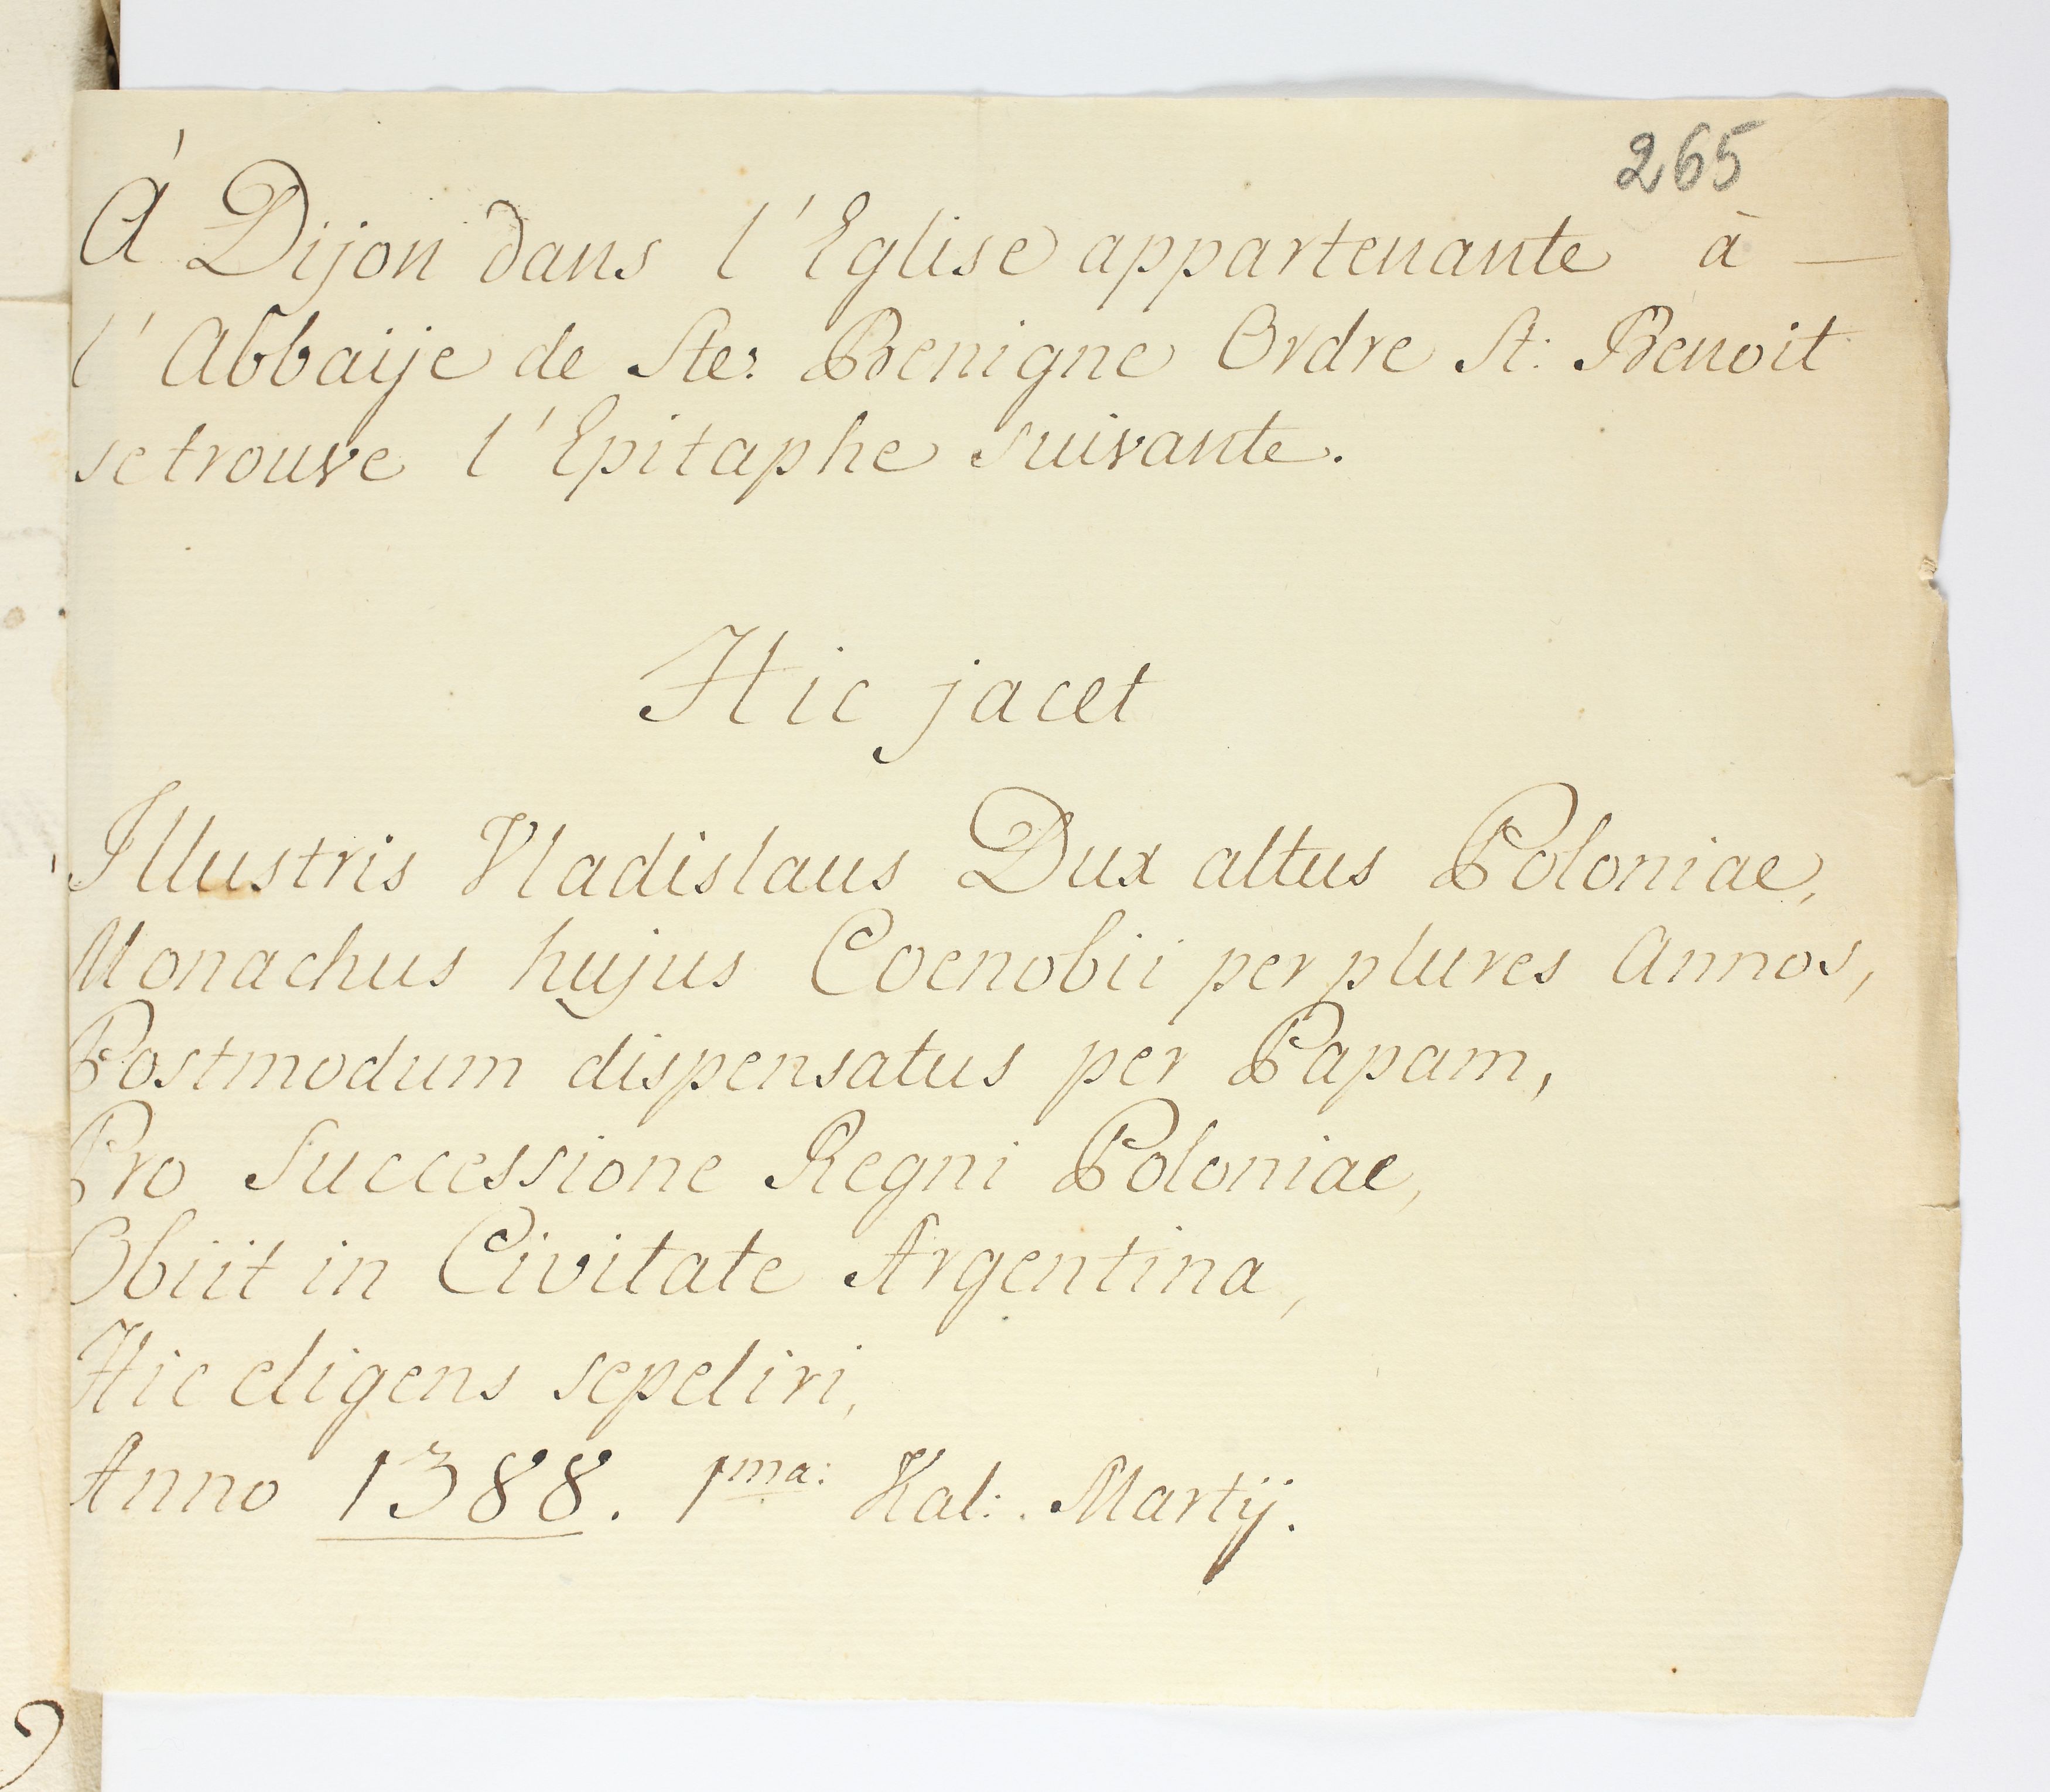 265
À Dijon dans l'Eglise appartenante à —
l'Abbaije de Ste: Benigne Ordre St: Benoit
se trouve l'Epitaphe suivante.
Hic jacet
Illustris Vladislaus Dux altus Poloniae,
Monachus hujus Coenobii per plures Annos,
Postmodum dispensatus per Papam,
Pro Successione Regni Poloniae,
Obiit in Civitate Argentina,
Hic eligens sepeliri,
Anno 1388. 1ma: Kal: Martij.